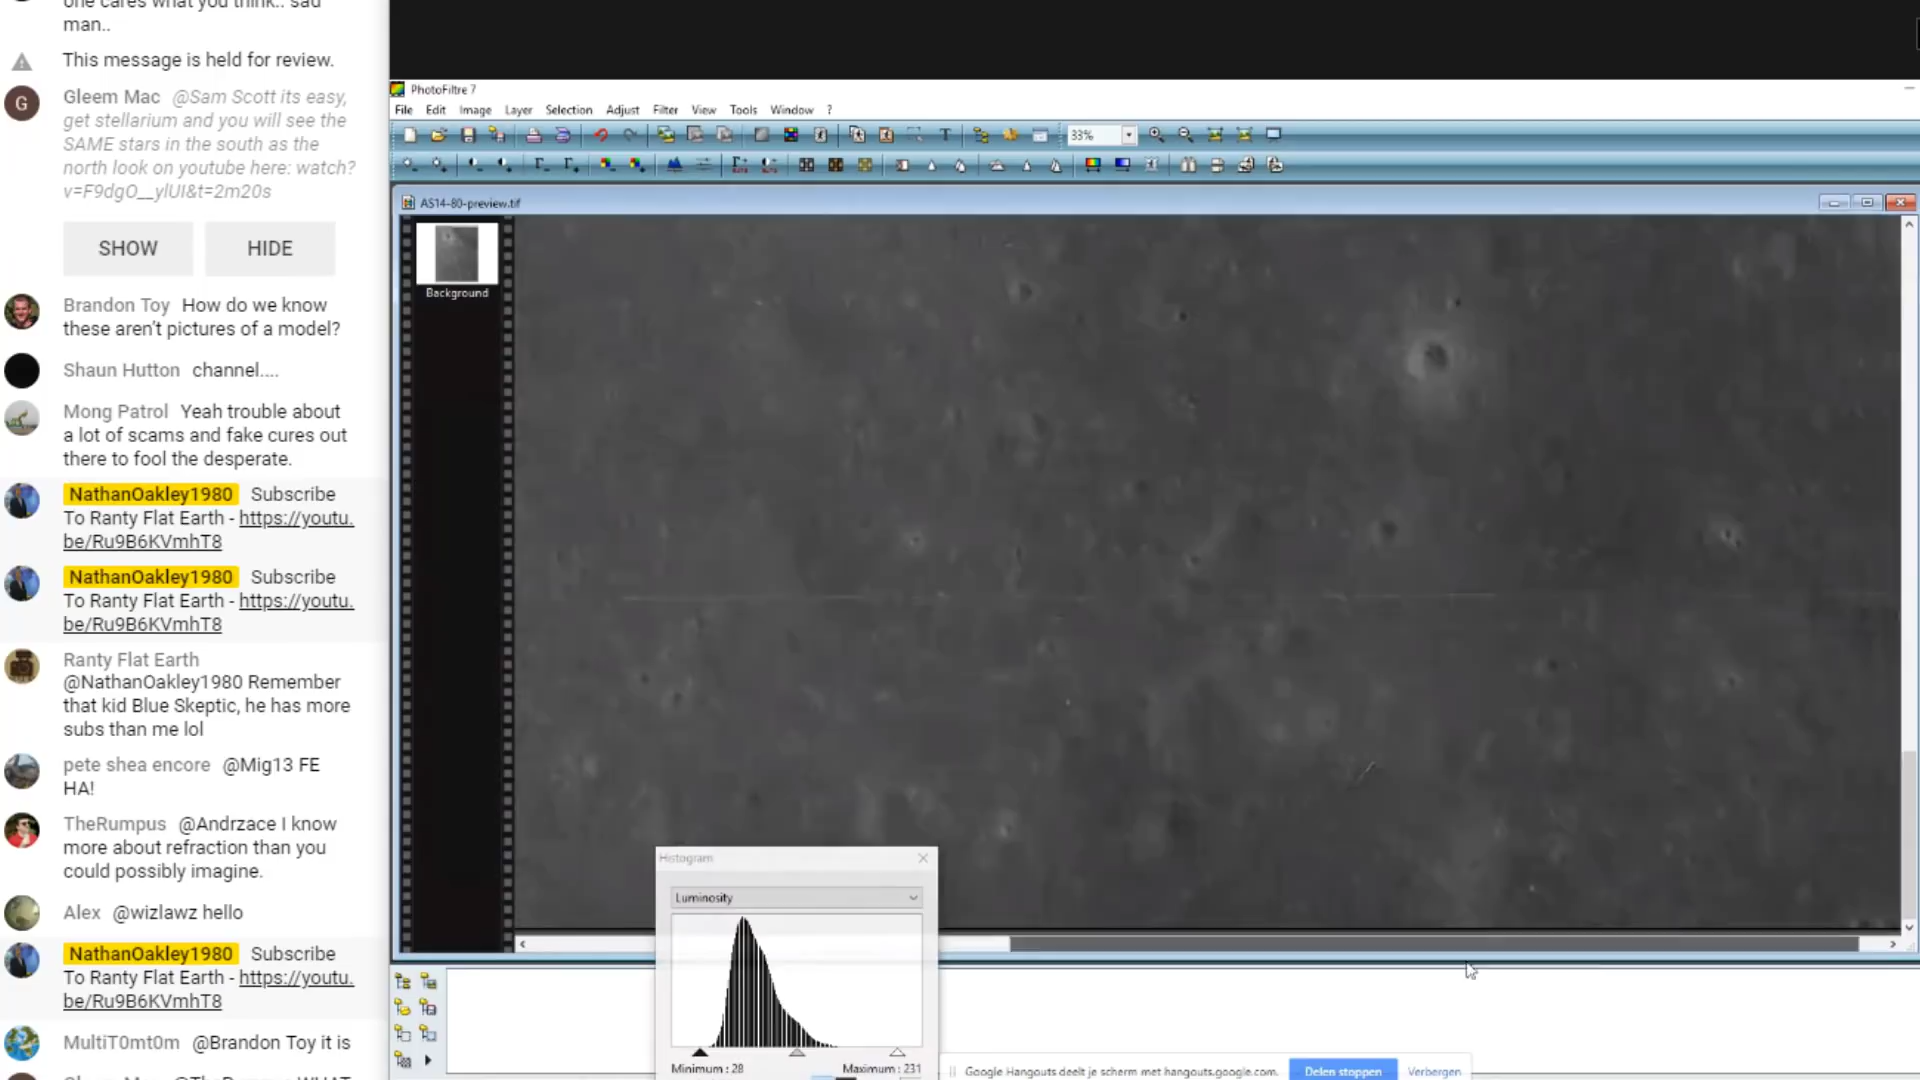 one cares what you think.. sad
man..
This message is held for review.
G
Gleem Mac @Sam Scott its easy,
get stellarium and you will see the
SAME stars in the south as the
north look on youtube here: watch?
v=F9dgO__ylUI&t=2m20s
SHOW HIDE
Brandon Toy How do we know
these aren't pictures of a model?
Shaun Hutton channel....
Mong Patrol Yeah trouble about
a lot of scams and fake cures out
there to fool the desperate.
NathanOakley1980 Subscribe
To Ranty Flat Earth - https://youtu.
be/Ru9B6KVmhT8
NathanOakley1980 Subscribe
To Ranty Flat Earth - https://youtu.
be/Ru9B6KVmhT8
Ranty Flat Earth
@NathanOakley1980 Remember
that kid Blue Skeptic, he has more
subs than me lol
pete shea encore @Mig13 FE
HA!
TheRumpus @Andrzace I know
more about refraction than you
could possibly imagine.
Alex @wizlawz hello
NathanOakley1980 Subscribe
To Ranty Flat Earth - https://youtu.
be/Ru9B6KVmhT8
MultiT0mt0m @Brandon Toy it is
PhotoFiltre 7
File Edit Image Layer Selection Adjust Filter View Tools Window ?
33%
AS14-80-preview.tif
Background
Histogram
Luminosity
Minimum : 28 Maximum : 231
Google Hangouts deelt je scherm met hangouts.google.com. Delen stoppen Verbergen